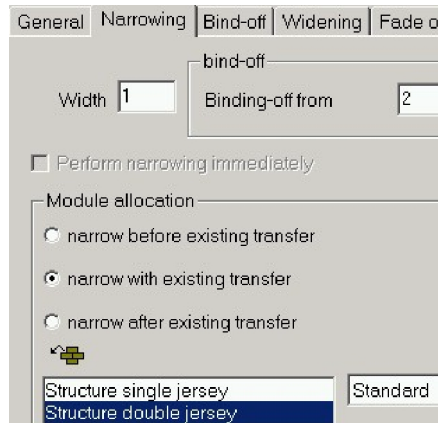 General Narrowing Bind-off Widening Fade o
bind-off
Width 1 Binding-off from 2
Perform narrowing immediately
Module allocation
narrow before existing transfer
narrow with existing transfer
narrow after existing transfer
Structure single jersey Standard
Structure double jersey